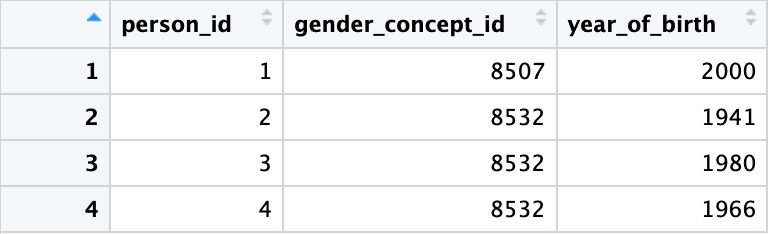 person_id gender_concept_id year_of_birth
1 1 8507 2000
2 2 8532 1941
3 3 8532 1980
4 4 8532 1966